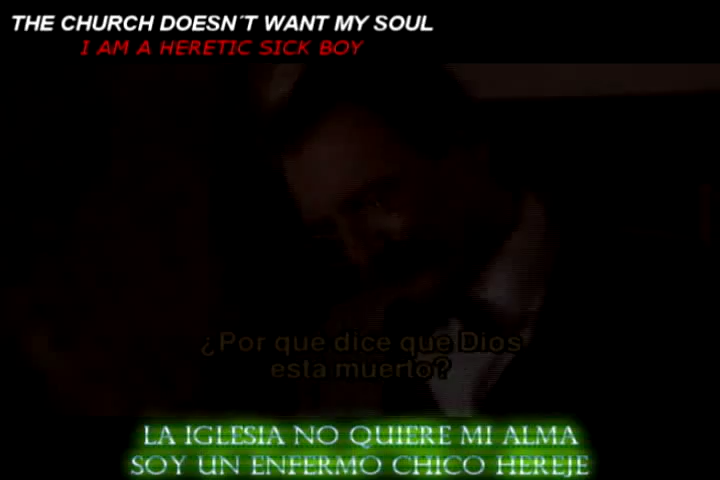 THE CHURCH DOESN´T WANT MY SOUL
I AM A HERETIC SICK BOY
¿Por que dice que Dios
esta muerto?
LA IGLESIA NO QUIERE MI ALMA
SOY UN ENFERMO CHICO HEREJE